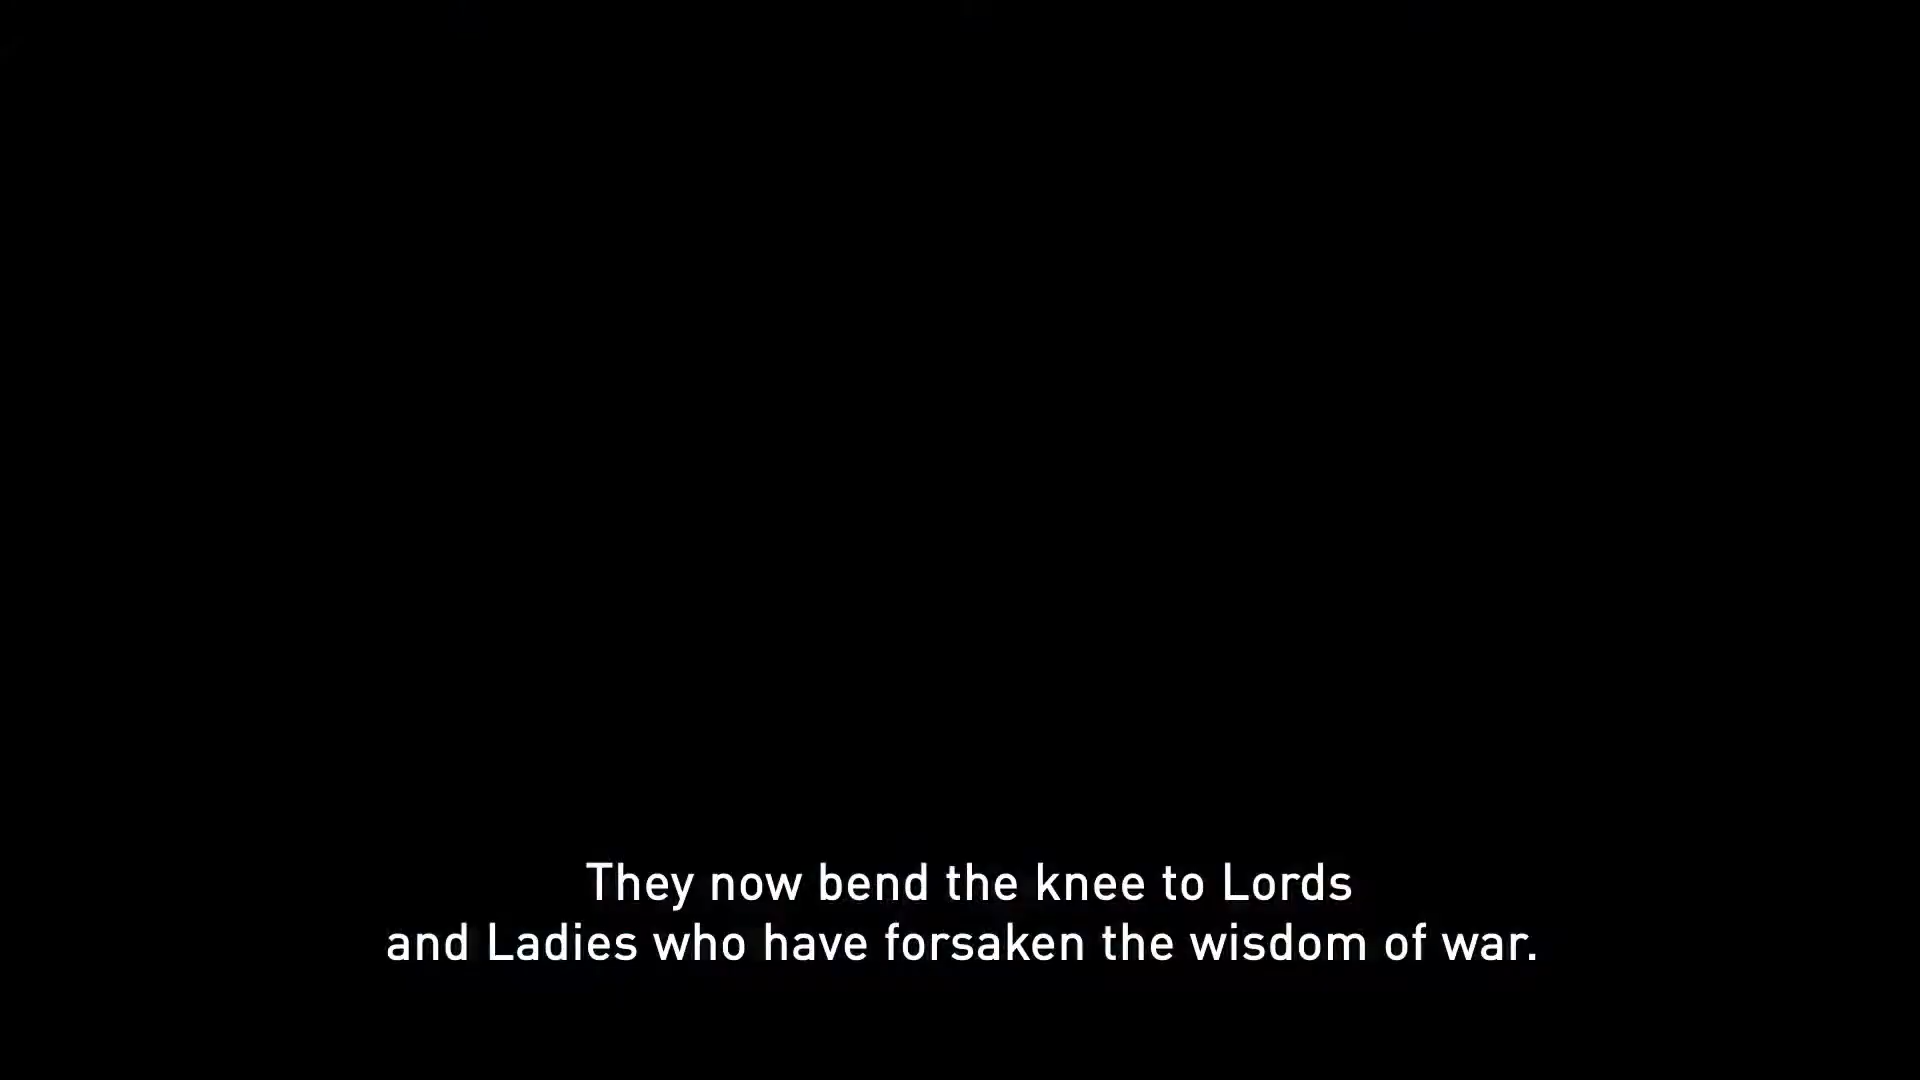 They now bend the knee to Lords
and Ladies who have forsaken the wisdom of war.